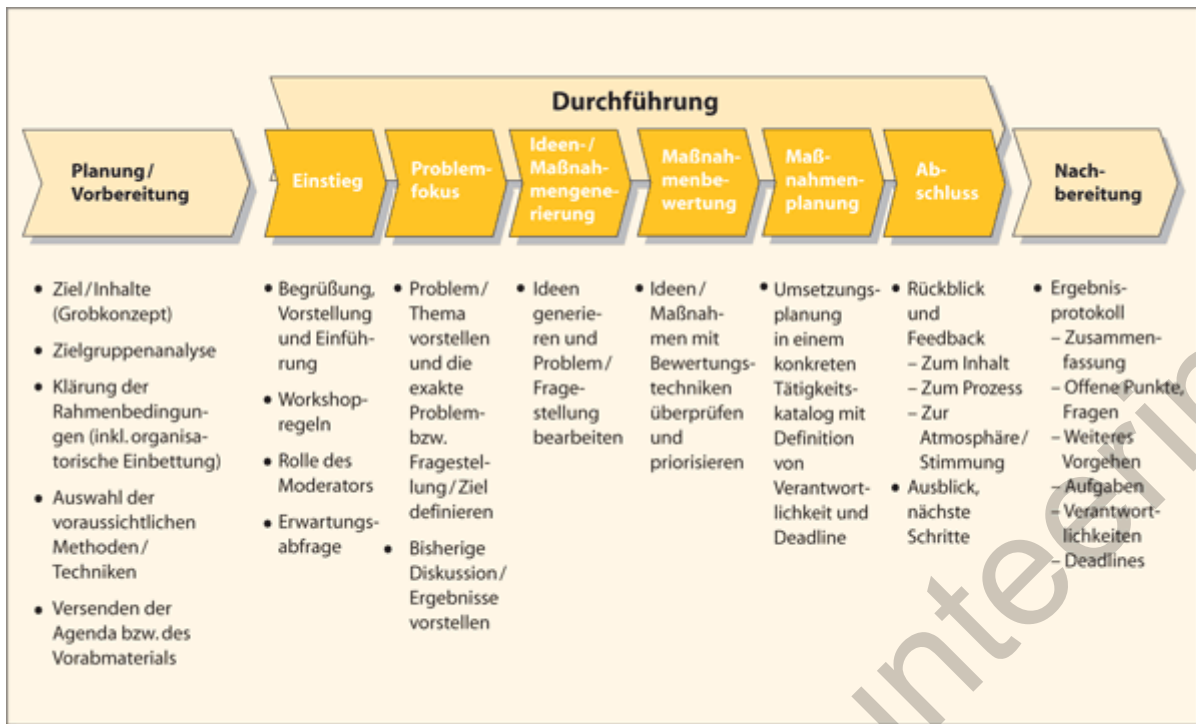 Durchführung
Planung/
Vorbereitung
Einstieg
Problem-
fokus
Ideen-/
Maßnah-
mengene-
rierung
Maßnah-
menbe-
wertung
Maß-
nahmen-
planung
Ab-
schluss
Nach-
bereitung
• Ziel/Inhalte
(Grobkonzept)
• Zielgruppenanalyse
• Klärung der
Rahmenbedingun-
gen (inkl. organisa-
torische Einbettung)
• Auswahl der
voraussichtlichen
Methoden/
Techniken
• Versenden der
Agenda bzw. des
Vorabmaterials
• Begrüßung,
Vorstellung
und Einfüh-
rung
• Workshop-
regeln
• Rolle des
Moderators
• Erwartungs-
abfrage
• Problem/
Thema
vorstellen
und die
exakte
Problem-
bzw.
Fragestel-
lung/Ziel
definieren
• Bisherige
Diskussion/
Ergebnisse
vorstellen
• Ideen
generie-
ren und
Problem/
Frage-
stellung
bearbeiten
• Ideen/
Maßnah-
men mit
Bewertungs-
techniken
überprüfen
und
priorisieren
• Umsetzungs-
planung
in einem
konkreten
Tätigkeits-
katalog mit
Definition
von
Verantwort-
lichkeit und
Deadline
• Rückblick
und
Feedback
– Zum Inhalt
– Zum Prozess
– Zur
Atmosphäre/
Stimmung
• Ausblick,
nächste
Schritte
• Ergebnis-
protokoll
– Zusammen-
fassung
– Offene Punkte,
Fragen
– Weiteres
Vorgehen
– Aufgaben
– Verantwort-
lichkeiten
– Deadlines